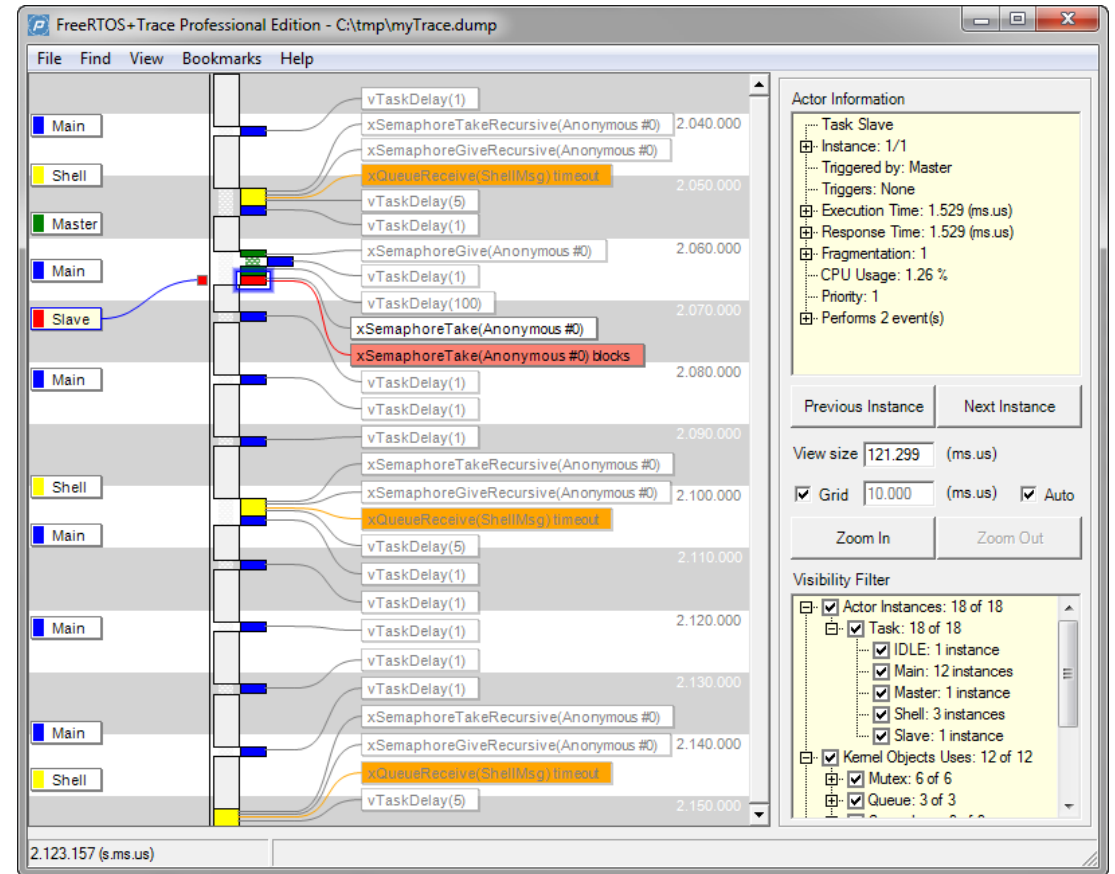 FreeRTOS+Trace Professional Edition - C:\tmp\myTrace.dump
File Find View Bookmarks Help
Main
Shell
Master
Main
Slave
Main
Shell
Main
Main
Main
Shell
vTaskDelay(1)
xSemaphoreTakeRecursive(Anonymous #0)
2.040.000
xSemaphoreGiveRecursive(Anonymous #0)
xQueueReceive(ShellMsg) timeout
2.050.000
vTaskDelay(5)
vTaskDelay(1)
xSemaphoreGive(Anonymous #0)
2.060.000
vTaskDelay(1)
vTaskDelay(100)
2.070.000
xSemaphoreTake(Anonymous #0)
xSemaphoreTake(Anonymous #0) blocks
2.080.000
vTaskDelay(1)
vTaskDelay(1)
vTaskDelay(1)
2.090.000
xSemaphoreTakeRecursive(Anonymous #0)
xSemaphoreGiveRecursive(Anonymous #0)
2.100.000
xQueueReceive(ShellMsg) timeout
vTaskDelay(5)
2.110.000
vTaskDelay(1)
vTaskDelay(1)
vTaskDelay(1)
2.120.000
vTaskDelay(1)
vTaskDelay(1)
2.130.000
xSemaphoreTakeRecursive(Anonymous #0)
xSemaphoreGiveRecursive(Anonymous #0)
2.140.000
xQueueReceive(ShellMsg) timeout
vTaskDelay(5)
2.150.000
Actor Information
Task Slave
Instance: 1/1
Triggered by: Master
Triggers: None
Execution Time: 1.529 (ms.us)
Response Time: 1.529 (ms.us)
Fragmentation: 1
CPU Usage: 1.26 %
Priority: 1
Performs 2 event(s)
Previous Instance
Next Instance
View size 121.299 (ms.us)
Grid 10.000 (ms.us) Auto
Zoom In
Zoom Out
Visibility Filter
Actor Instances: 18 of 18
Task: 18 of 18
IDLE: 1 instance
Main: 12 instances
Master: 1 instance
Shell: 3 instances
Slave: 1 instance
Kernel Objects Uses: 12 of 12
Mutex: 6 of 6
Queue: 3 of 3
2.123.157 (s.ms.us)